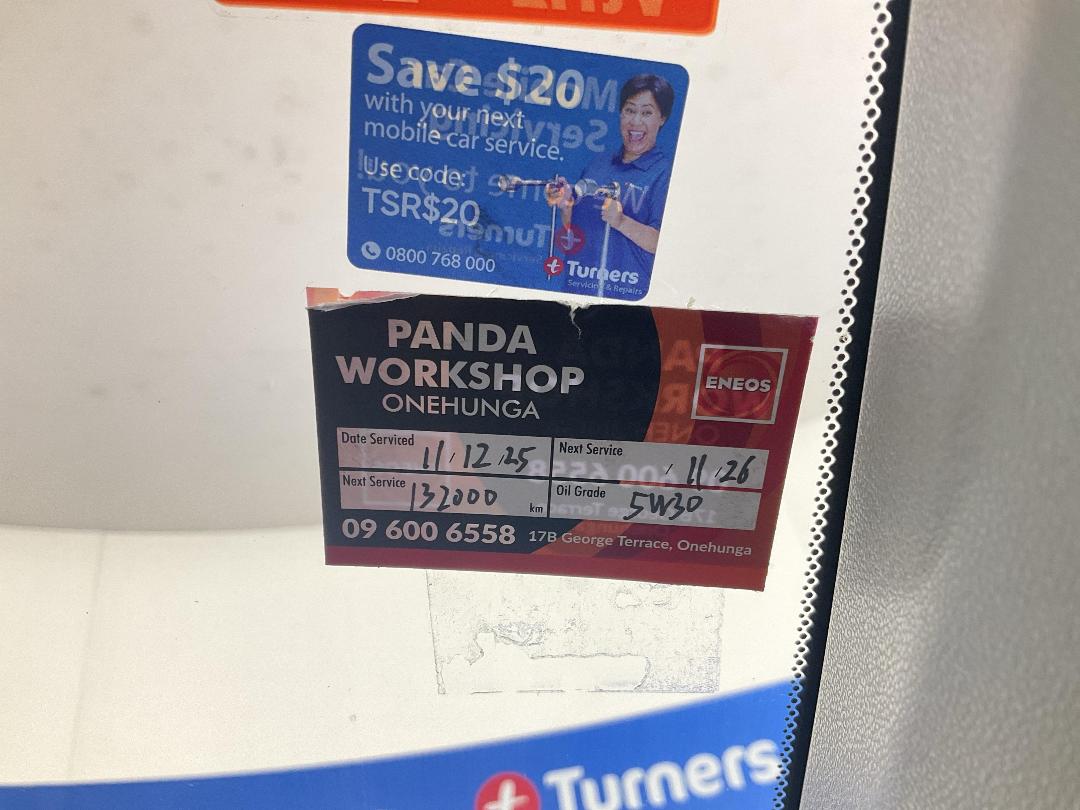 Save $20
with your next
mobile car service.
Use code:
TSR$20
0800 768 000
Turners
Servicing & Repairs
PANDA
WORKSHOP
ONEHUNGA
ENEOS
Date Serviced 11/12/25
Next Service /11/26
Next Service 132000 km
Oil Grade 5W30
09 600 6558 17B George Terrace, Onehunga
Turners